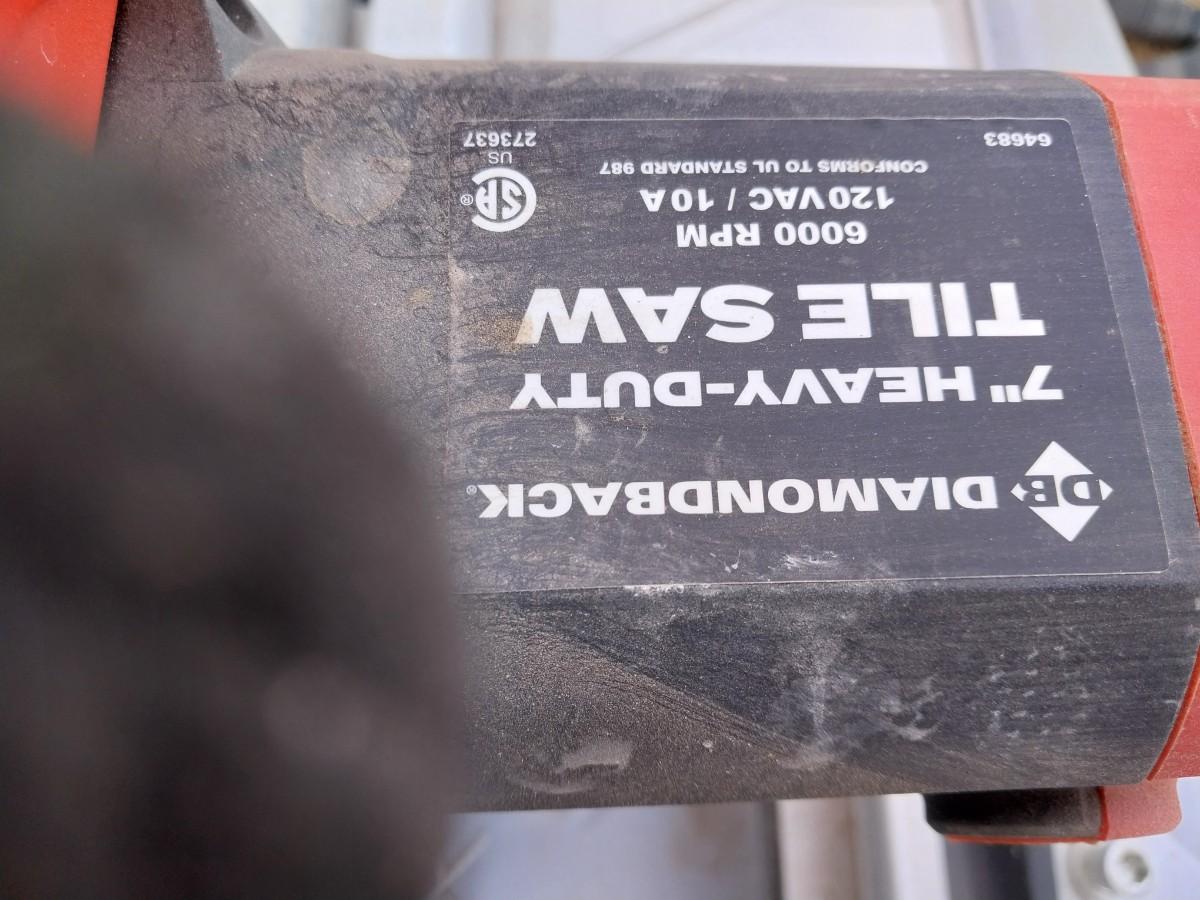 DB DIAMONDBACK®
7" HEAVY-DUTY
TILE SAW
6000 RPM
120VAC / 10A
CONFORMS TO UL STANDARD 987
64683
SA®
US
273637